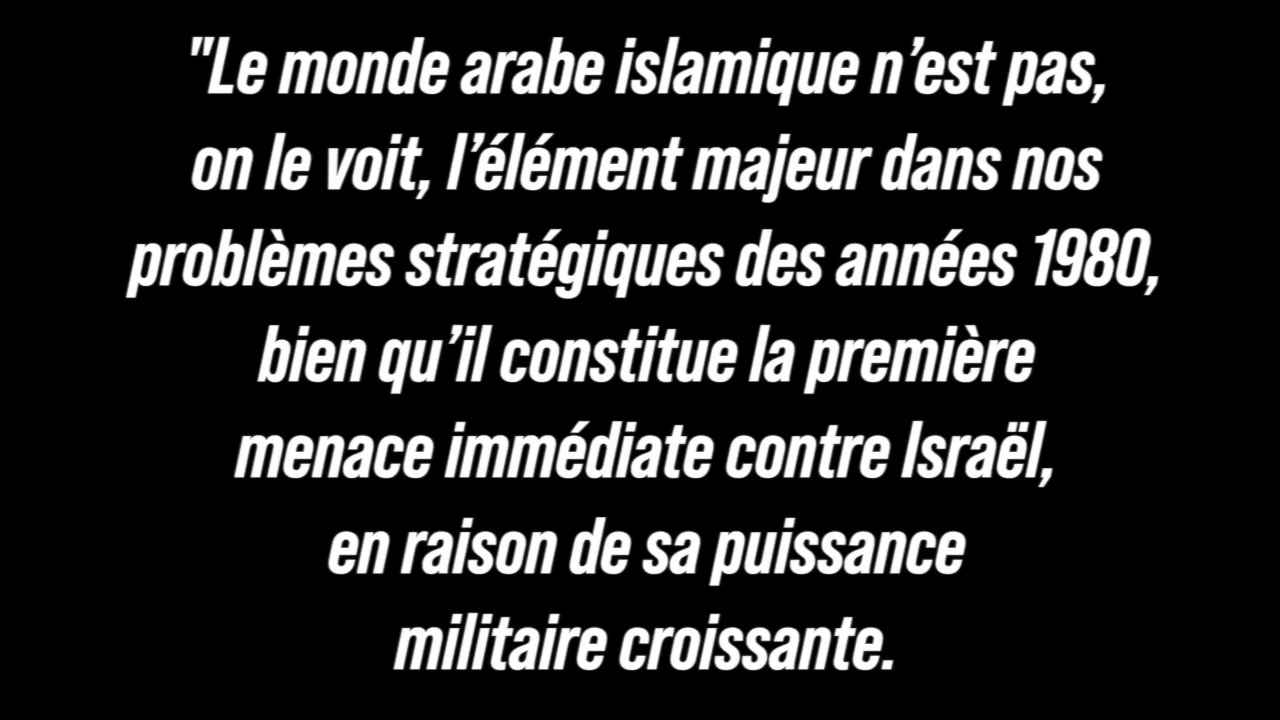 "Le monde arabe islamique n’est pas,
on le voit, l’élément majeur dans nos
problèmes stratégiques des années 1980,
bien qu’il constitue la première
menace immédiate contre Israël,
en raison de sa puissance
militaire croissante.